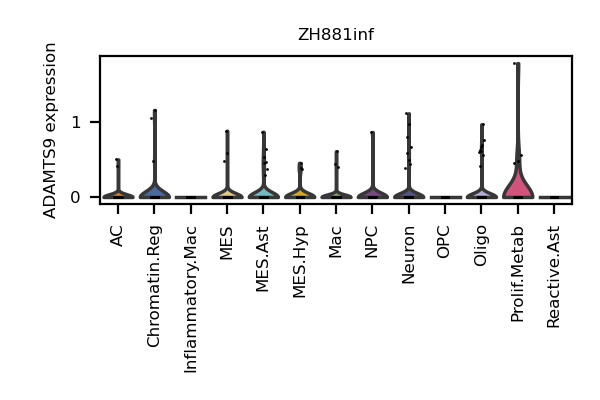 ZH881inf
ADAMTS9 expression
1
0
AC
Chromatin.Reg
Inflammatory.Mac
MES
MES.Ast
MES.Hyp
Mac
NPC
Neuron
OPC
Oligo
Prolif.Metab
Reactive.Ast